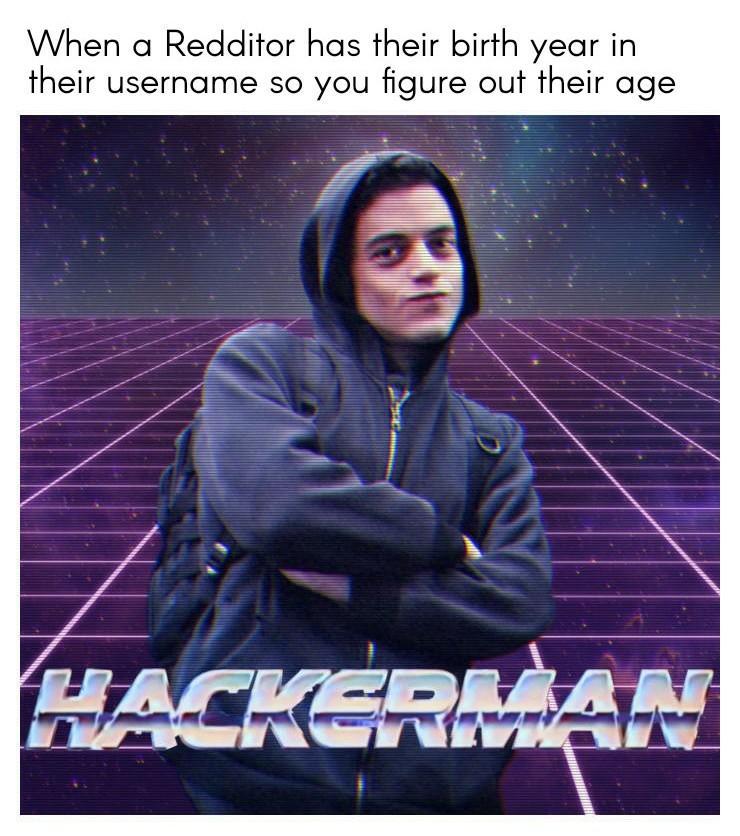 When a Redditor has their birth year in
their username so you figure out their age
HACKERMAN